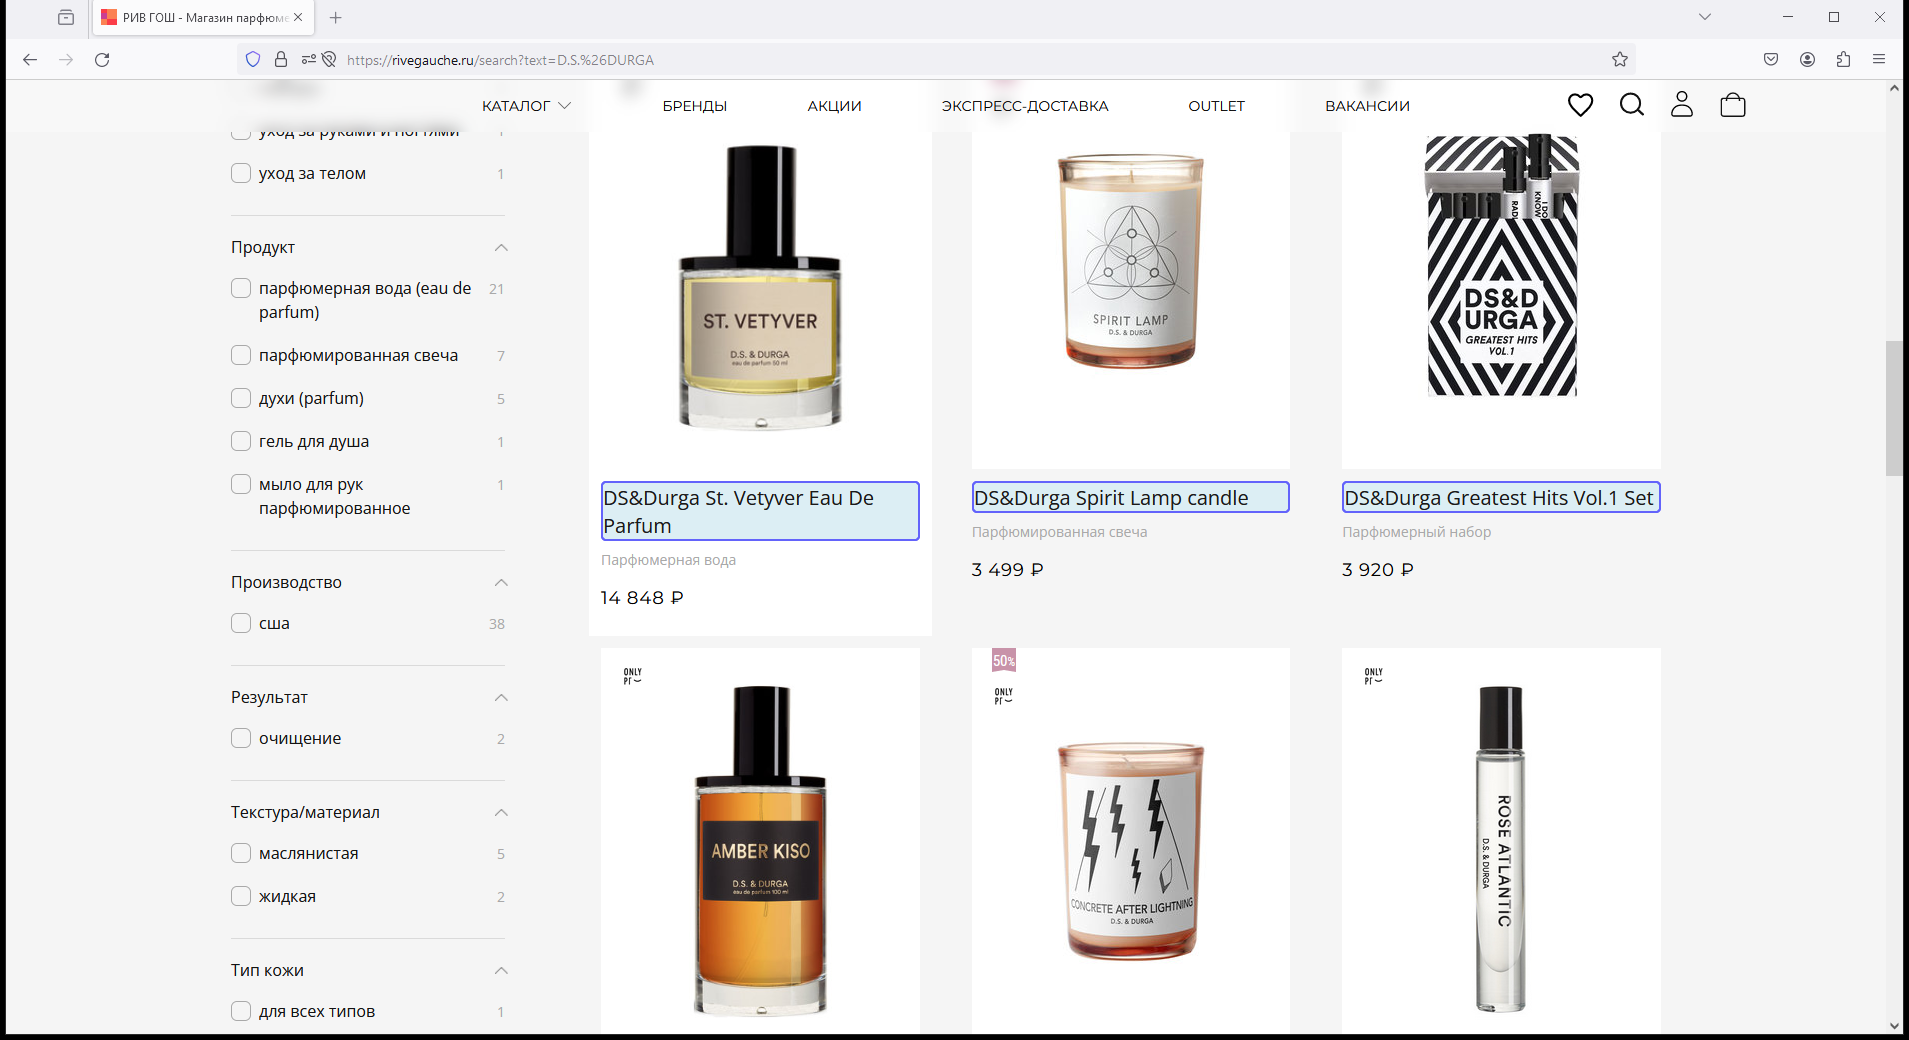 РИВ ГОШ - Магазин парфюме
https://rivegauche.ru/search?text=D.S.%26DURGA
КАТАЛОГ
БРЕНДЫ
АКЦИИ
ЭКСПРЕСС-ДОСТАВКА
OUTLET
ВАКАНСИИ
уход за руками и ногтями 1
уход за телом 1
Продукт
парфюмерная вода (eau de
parfum) 21
парфюмированная свеча 7
духи (parfum) 5
гель для душа 1
мыло для рук
парфюмированное 1
Производство
сша 38
Результат
очищение 2
Текстура/материал
маслянистая 5
жидкая 2
Тип кожи
для всех типов 1
ST. VETYVER
D.S. & DURGA
eau de parfum 50 ml
DS&Durga St. Vetyver Eau De
Parfum
Парфюмерная вода
14 848 ₽
SPIRIT LAMP
D.S. & DURGA
DS&Durga Spirit Lamp candle
Парфюмированная свеча
3 499 ₽
RADI
I DO
KNOW
DS&D
URGA
GREATEST HITS
VOL.1
DS&Durga Greatest Hits Vol.1 Set
Парфюмерный набор
3 920 ₽
ONLY
РГ
AMBER KISO
D.S. & DURGA
eau de parfum 100 ml
50%
ONLY
РГ
CONCRETE AFTER LIGHTNING
D.S. & DURGA
ONLY
РГ
ROSE ATLANTIC
D.S. & DURGA